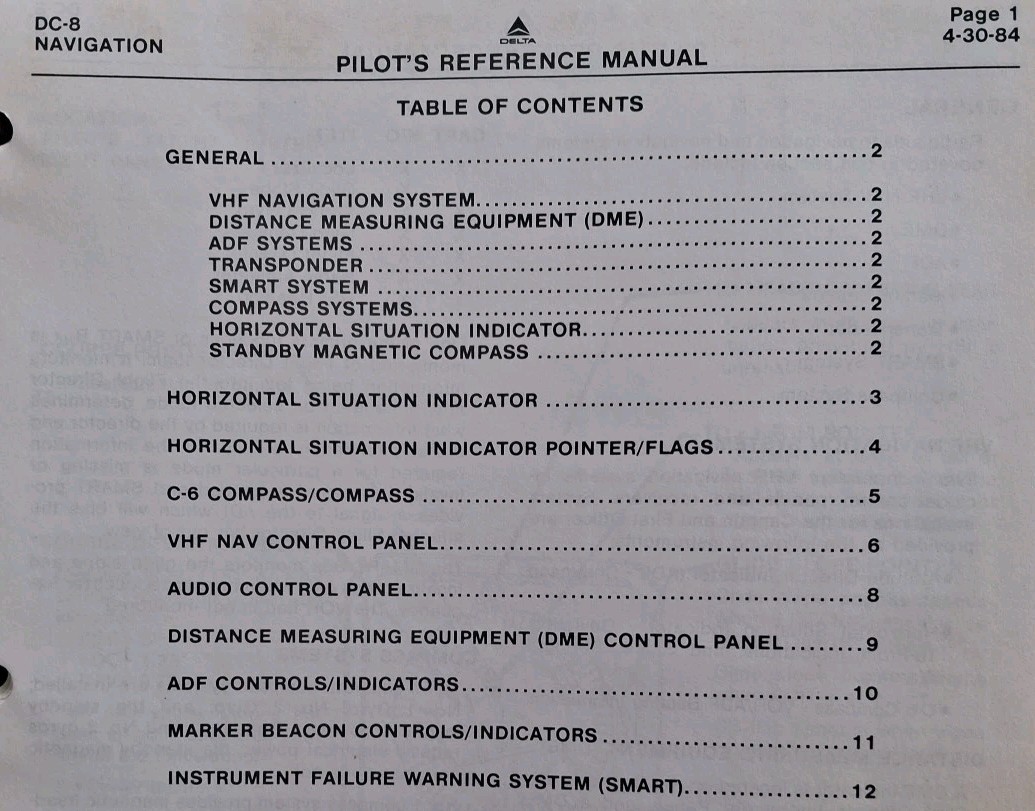 DC-8
NAVIGATION
DELTA
PILOT'S REFERENCE MANUAL
Page 1
4-30-84
TABLE OF CONTENTS
GENERAL ........................................ 2
VHF NAVIGATION SYSTEM........................................ 2
DISTANCE MEASURING EQUIPMENT (DME)........................ 2
ADF SYSTEMS ........................................ 2
TRANSPONDER ........................................ 2
SMART SYSTEM ........................................ 2
COMPASS SYSTEMS........................................ 2
HORIZONTAL SITUATION INDICATOR............................ 2
STANDBY MAGNETIC COMPASS ................................ 2
HORIZONTAL SITUATION INDICATOR ............................ 3
HORIZONTAL SITUATION INDICATOR POINTER/FLAGS............... 4
C-6 COMPASS/COMPASS ........................................ 5
VHF NAV CONTROL PANEL........................................ 6
AUDIO CONTROL PANEL........................................ 8
DISTANCE MEASURING EQUIPMENT (DME) CONTROL PANEL ........ 9
ADF CONTROLS/INDICATORS.................................... 10
MARKER BEACON CONTROLS/INDICATORS......................... 11
INSTRUMENT FAILURE WARNING SYSTEM (SMART)................. 12